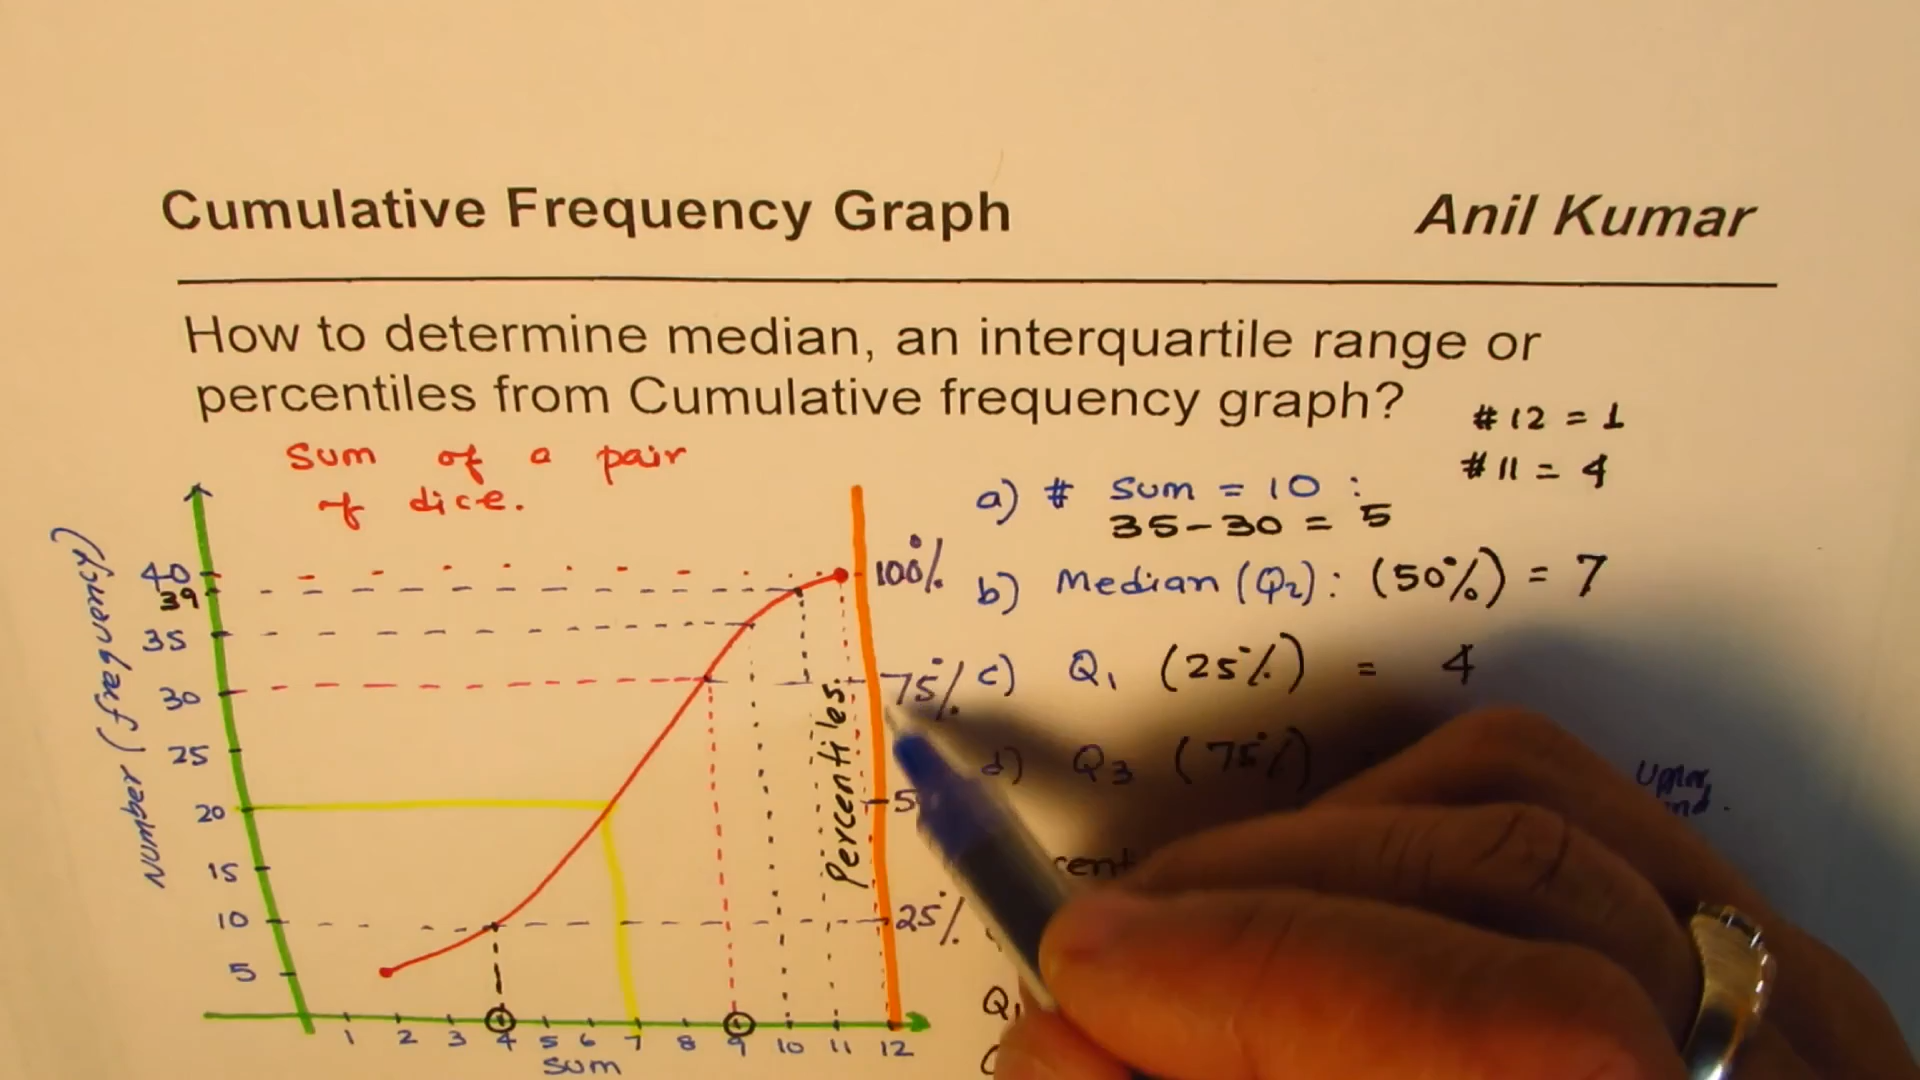 Cumulative Frequency Graph
Anil Kumar
How to determine median, an interquartile range or
percentiles from Cumulative frequency graph?
# 12 = 1
# 11 = 4
Sum of a pair
of dice.
a) # Sum = 10 :
35 - 30 = 5
b) Median (Q2) : (50%) = 7
c) Q1 (25%) = 4
d) Q3 (75%)
Upper
Number (frequency)
40
39
35
30
25
20
15
10
5
100%
75%
5
25%
Percentiles
Q1
1 2 3 4 5 6 7 8 9 10 11 12
Sum